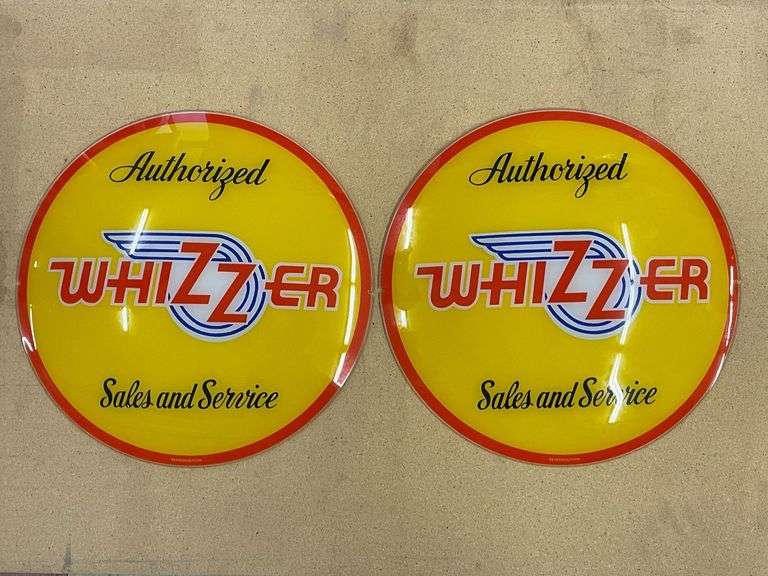 Authorized
WHIZZER
Sales and Service
Authorized
WHIZZER
Sales and Service